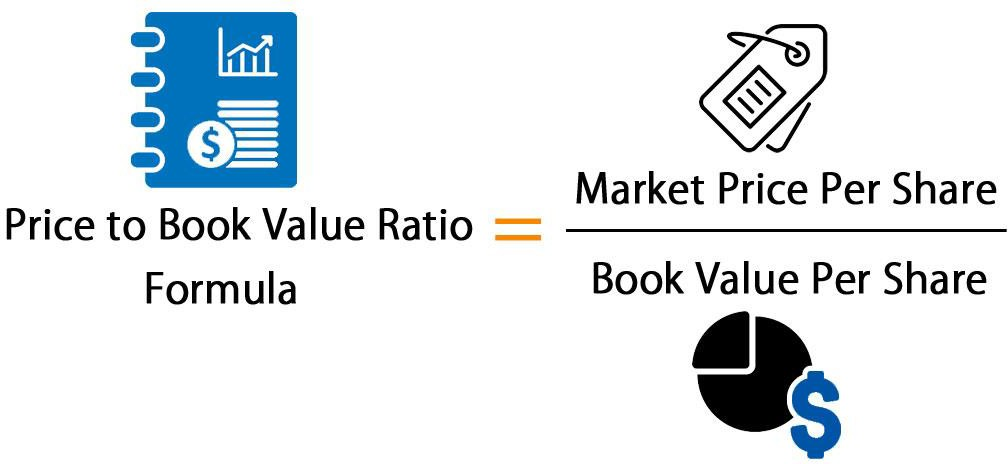 Price to Book Value Ratio
Formula
=
Market Price Per Share
Book Value Per Share
$
$